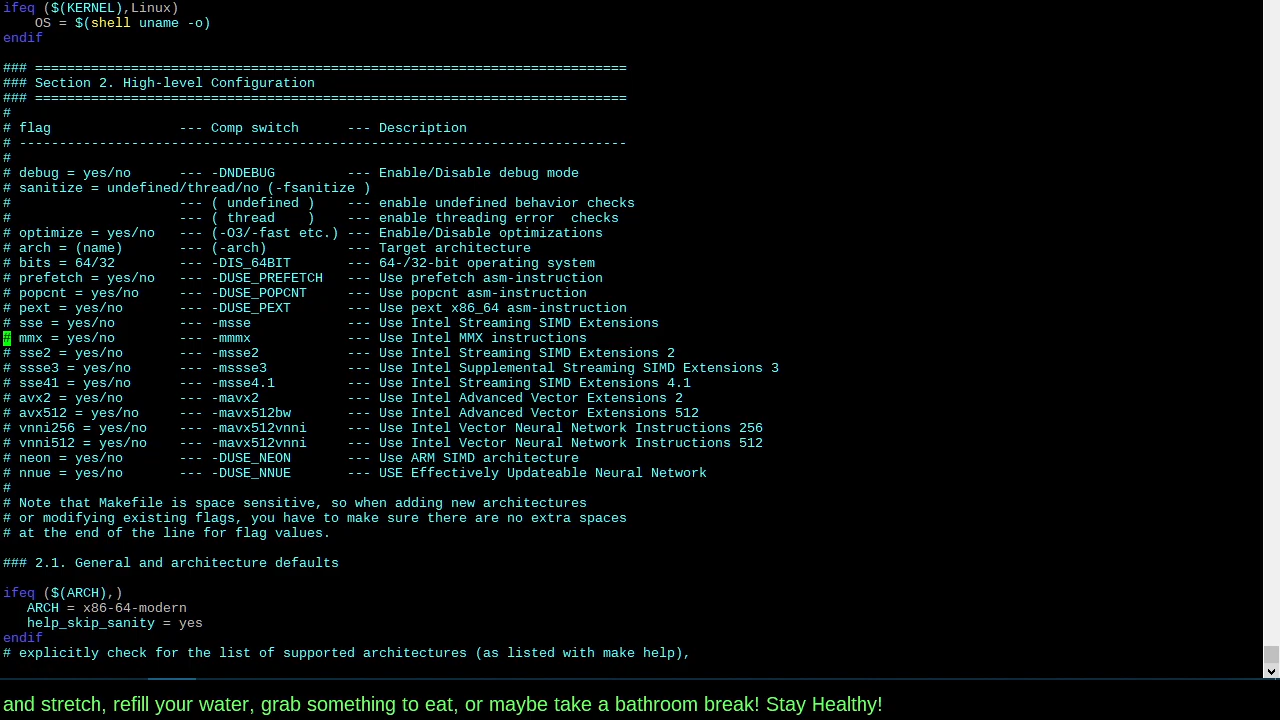 ifeq ($(KERNEL),Linux)
    OS = $(shell uname -o)
endif
### ==========================================================================
### Section 2. High-level Configuration
### ==========================================================================
#
# flag                --- Comp switch      --- Description
# ----------------------------------------------------------------------------
#
# debug = yes/no      --- -DNDEBUG         --- Enable/Disable debug mode
# sanitize = undefined/thread/no (-fsanitize )
#                     --- ( undefined )    --- enable undefined behavior checks
#                     --- ( thread    )    --- enable threading error  checks
# optimize = yes/no   --- (-O3/-fast etc.) --- Enable/Disable optimizations
# arch = (name)       --- (-arch)          --- Target architecture
# bits = 64/32        --- -DIS_64BIT       --- 64-/32-bit operating system
# prefetch = yes/no   --- -DUSE_PREFETCH   --- Use prefetch asm-instruction
# popcnt = yes/no     --- -DUSE_POPCNT     --- Use popcnt asm-instruction
# pext = yes/no       --- -DUSE_PEXT       --- Use pext x86_64 asm-instruction
# sse = yes/no        --- -msse            --- Use Intel Streaming SIMD Extensions
# mmx = yes/no        --- -mmmx            --- Use Intel MMX instructions
# sse2 = yes/no       --- -msse2           --- Use Intel Streaming SIMD Extensions 2
# ssse3 = yes/no      --- -mssse3          --- Use Intel Supplemental Streaming SIMD Extensions 3
# sse41 = yes/no      --- -msse4.1         --- Use Intel Streaming SIMD Extensions 4.1
# avx2 = yes/no       --- -mavx2           --- Use Intel Advanced Vector Extensions 2
# avx512 = yes/no     --- -mavx512bw       --- Use Intel Advanced Vector Extensions 512
# vnni256 = yes/no    --- -mavx512vnni     --- Use Intel Vector Neural Network Instructions 256
# vnni512 = yes/no    --- -mavx512vnni     --- Use Intel Vector Neural Network Instructions 512
# neon = yes/no       --- -DUSE_NEON       --- Use ARM SIMD architecture
# nnue = yes/no       --- -DUSE_NNUE       --- USE Effectively Updateable Neural Network
#
# Note that Makefile is space sensitive, so when adding new architectures
# or modifying existing flags, you have to make sure there are no extra spaces
# at the end of the line for flag values.
### 2.1. General and architecture defaults
ifeq ($(ARCH),)
   ARCH = x86-64-modern
   help_skip_sanity = yes
endif
# explicitly check for the list of supported architectures (as listed with make help),
and stretch, refill your water, grab something to eat, or maybe take a bathroom break! Stay Healthy!